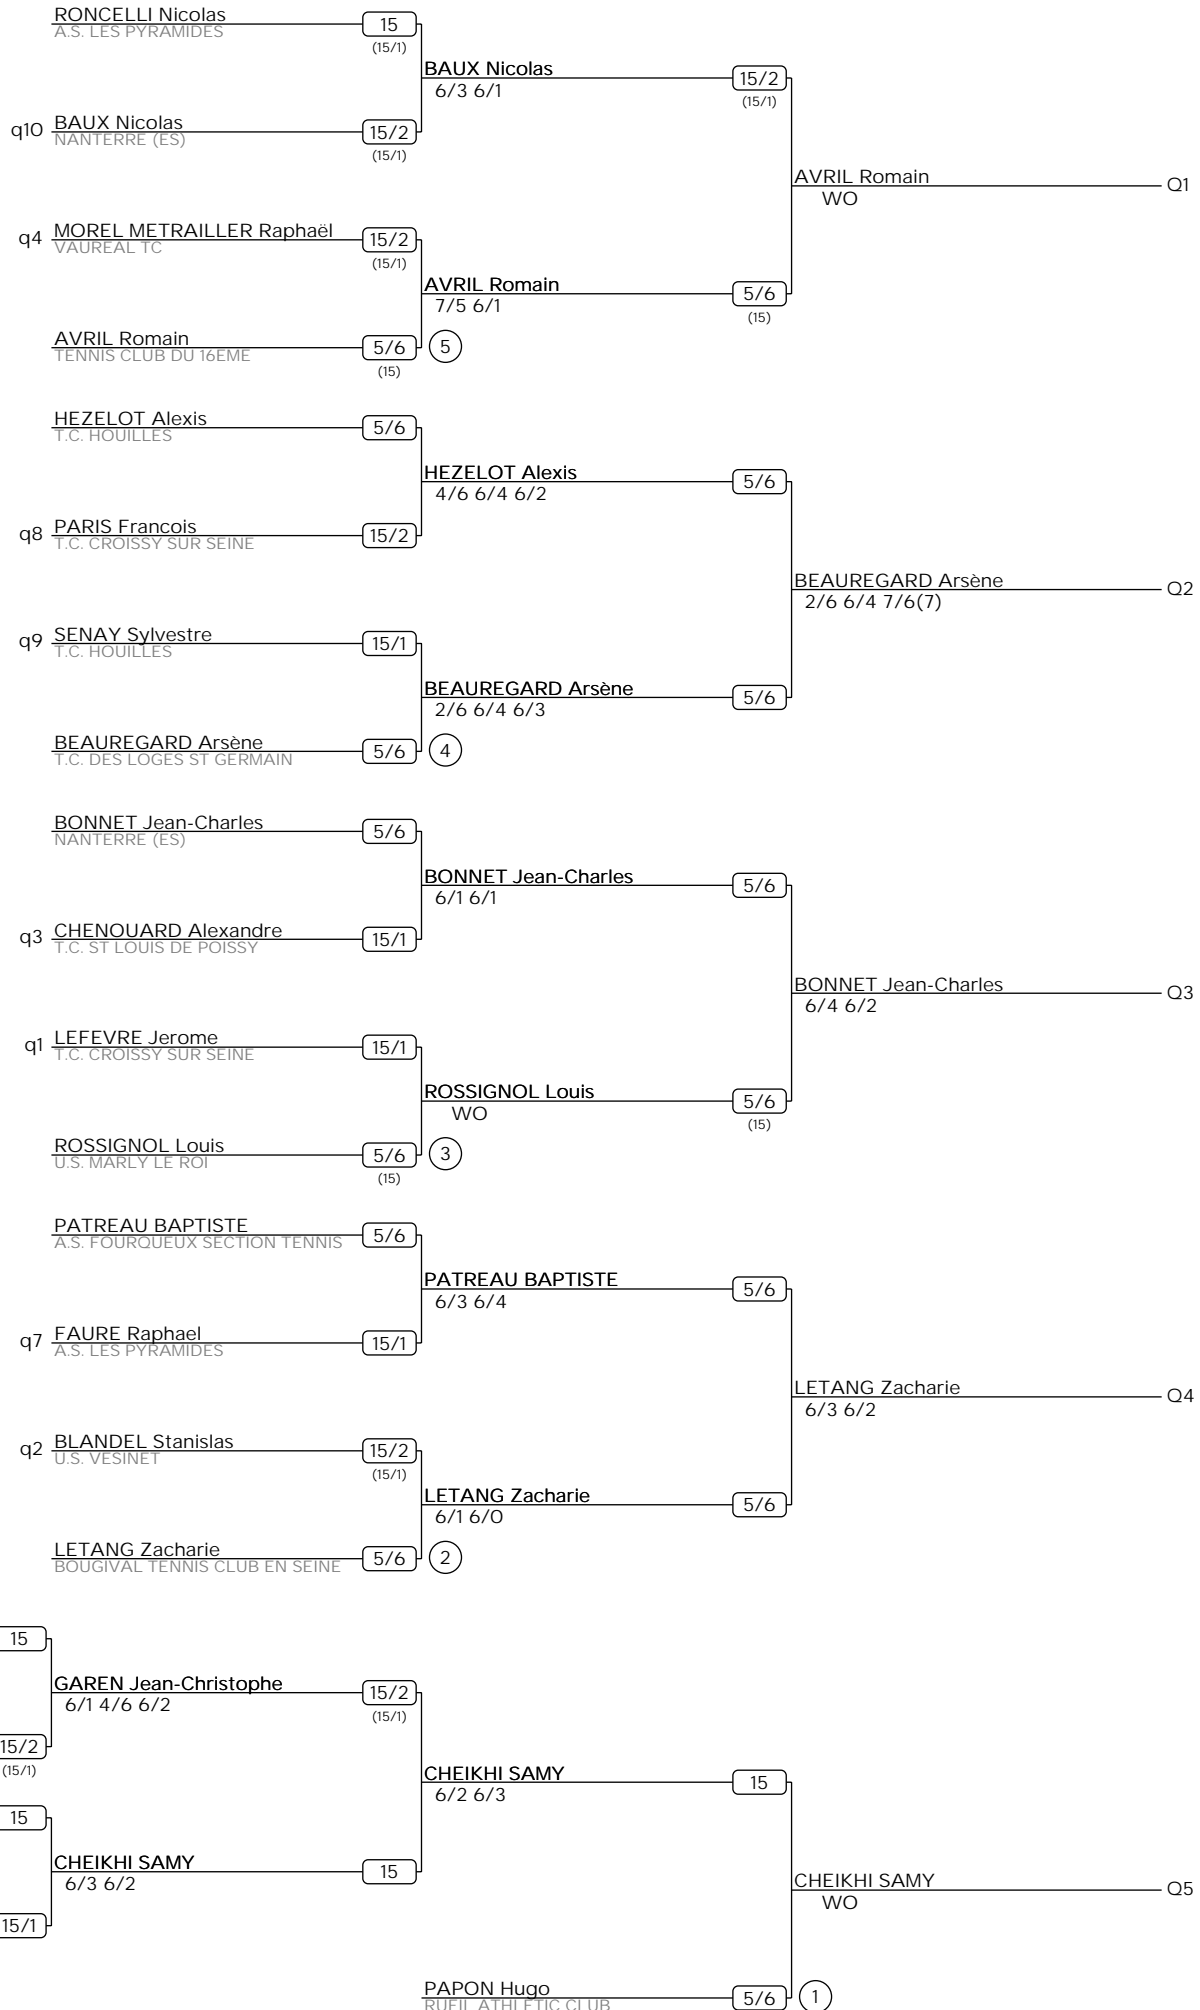 RONCELLI Nicolas
A.S. LES PYRAMIDES
15
(15/1)
BAUX Nicolas
6/3 6/1
15/2
(15/1)
q10 BAUX Nicolas
NANTERRE (ES)
15/2
(15/1)
AVRIL Romain
WO
Q1
q4 MOREL METRAILLER Raphaël
VAUREAL TC
15/2
(15/1)
AVRIL Romain
7/5 6/1
5/6
(15)
AVRIL Romain
TENNIS CLUB DU 16EME
5/6
(15)
5
HEZELOT Alexis
T.C. HOUILLES
5/6
HEZELOT Alexis
4/6 6/4 6/2
5/6
q8 PARIS Francois
T.C. CROISSY SUR SEINE
15/2
BEAUREGARD Arsène
2/6 6/4 7/6(7)
Q2
q9 SENAY Sylvestre
T.C. HOUILLES
15/1
BEAUREGARD Arsène
2/6 6/4 6/3
5/6
BEAUREGARD Arsène
T.C. DES LOGES ST GERMAIN
5/6
4
BONNET Jean-Charles
NANTERRE (ES)
5/6
BONNET Jean-Charles
6/1 6/1
5/6
q3 CHENOUARD Alexandre
T.C. ST LOUIS DE POISSY
15/1
BONNET Jean-Charles
6/4 6/2
Q3
q1 LEFEVRE Jerome
T.C. CROISSY SUR SEINE
15/1
ROSSIGNOL Louis
WO
5/6
(15)
ROSSIGNOL Louis
U.S. MARLY LE ROI
5/6
(15)
3
PATREAU BAPTISTE
A.S. FOURQUEUX SECTION TENNIS
5/6
PATREAU BAPTISTE
6/3 6/4
5/6
q7 FAURE Raphael
A.S. LES PYRAMIDES
15/1
LETANG Zacharie
6/3 6/2
Q4
q2 BLANDEL Stanislas
U.S. VESINET
15/2
(15/1)
LETANG Zacharie
6/1 6/0
5/6
LETANG Zacharie
BOUGIVAL TENNIS CLUB EN SEINE
5/6
2
15
GAREN Jean-Christophe
6/1 4/6 6/2
15/2
(15/1)
15/2
(15/1)
CHEIKHI SAMY
6/2 6/3
15
15
CHEIKHI SAMY
6/3 6/2
15
CHEIKHI SAMY
WO
Q5
15/1
PAPON Hugo
RUEIL ATHLETIC CLUB
5/6
1